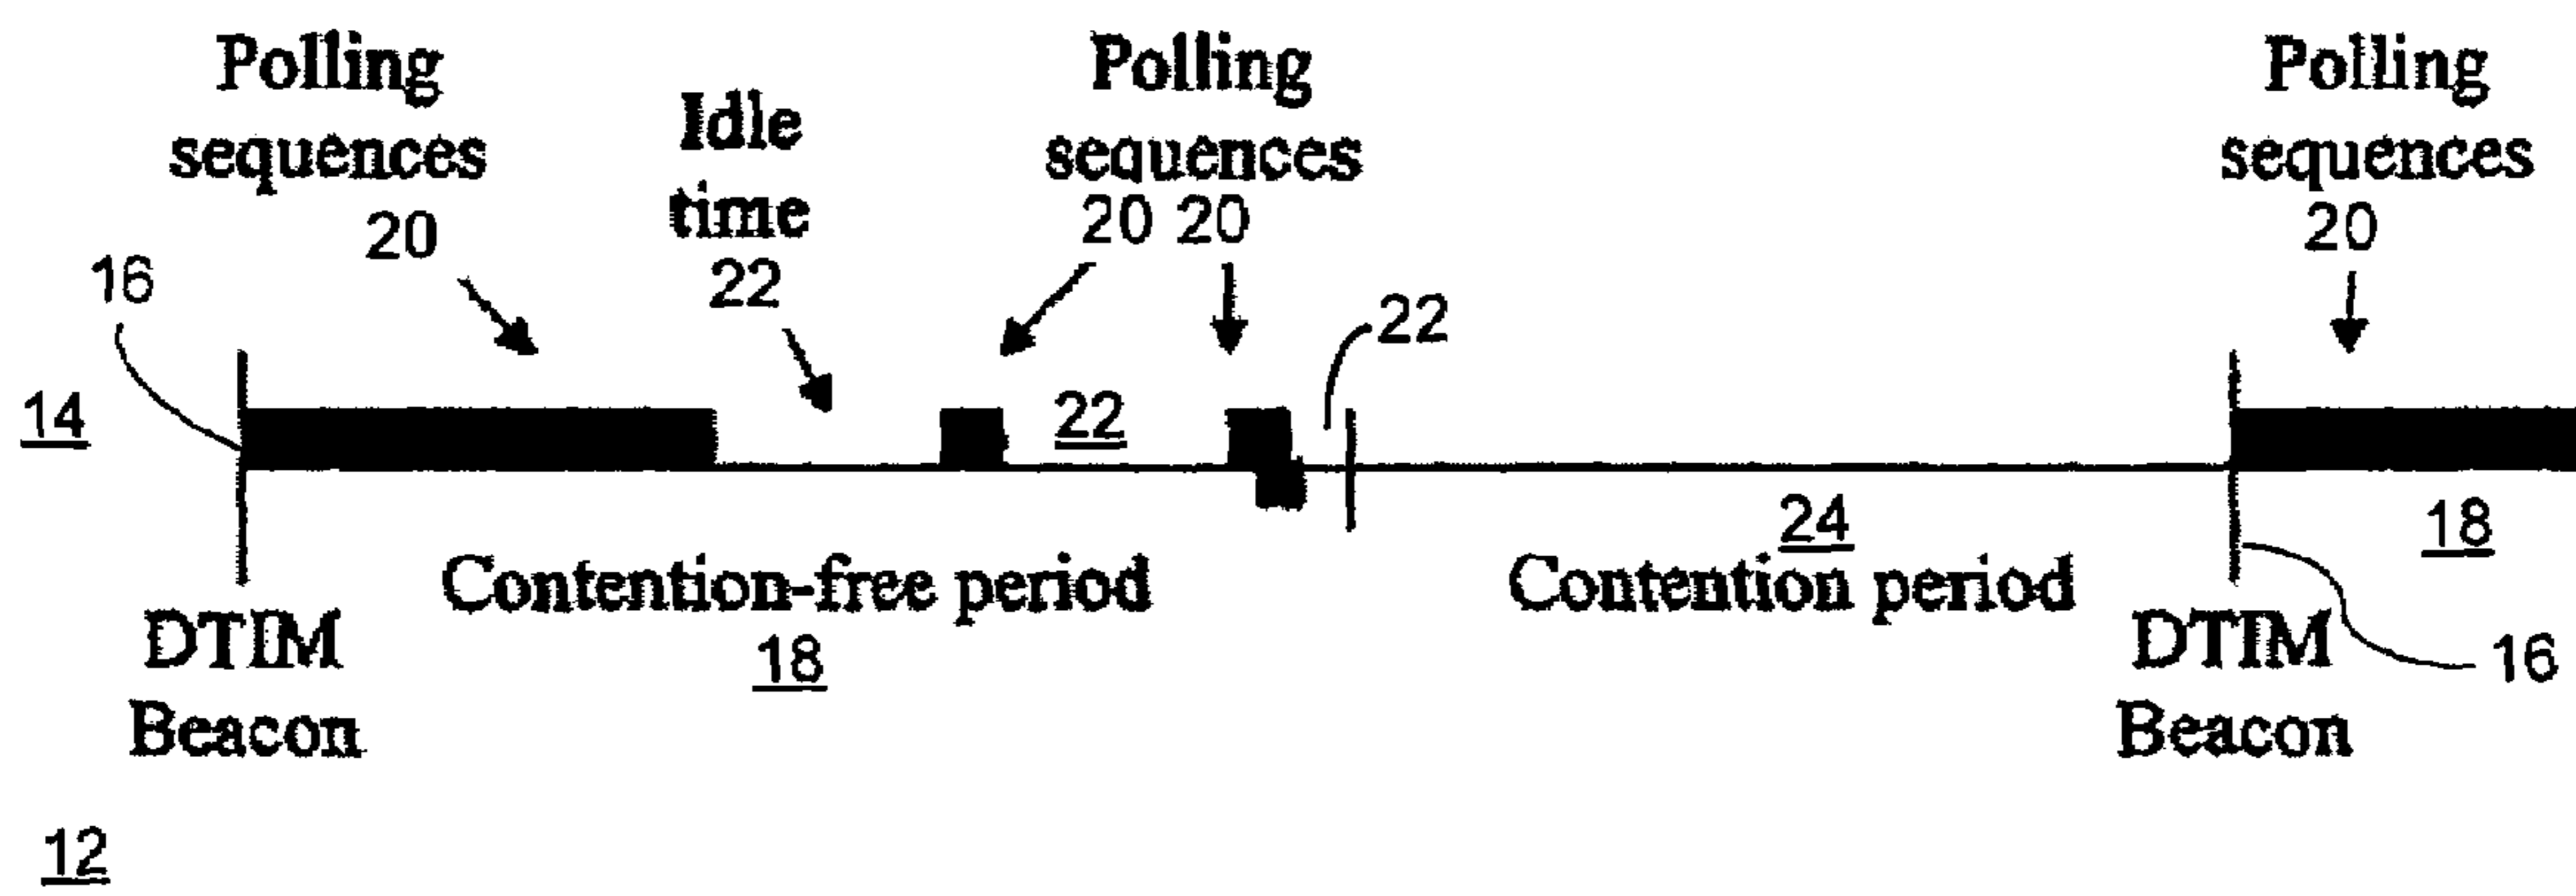 Polling
sequences
20
Idle
time
22
Polling
sequences
20 20
Polling
sequences
20
16
22
14
22
24
18
Contention-free period
18
Contention period
DTIM
Beacon
DTIM
Beacon
16
12